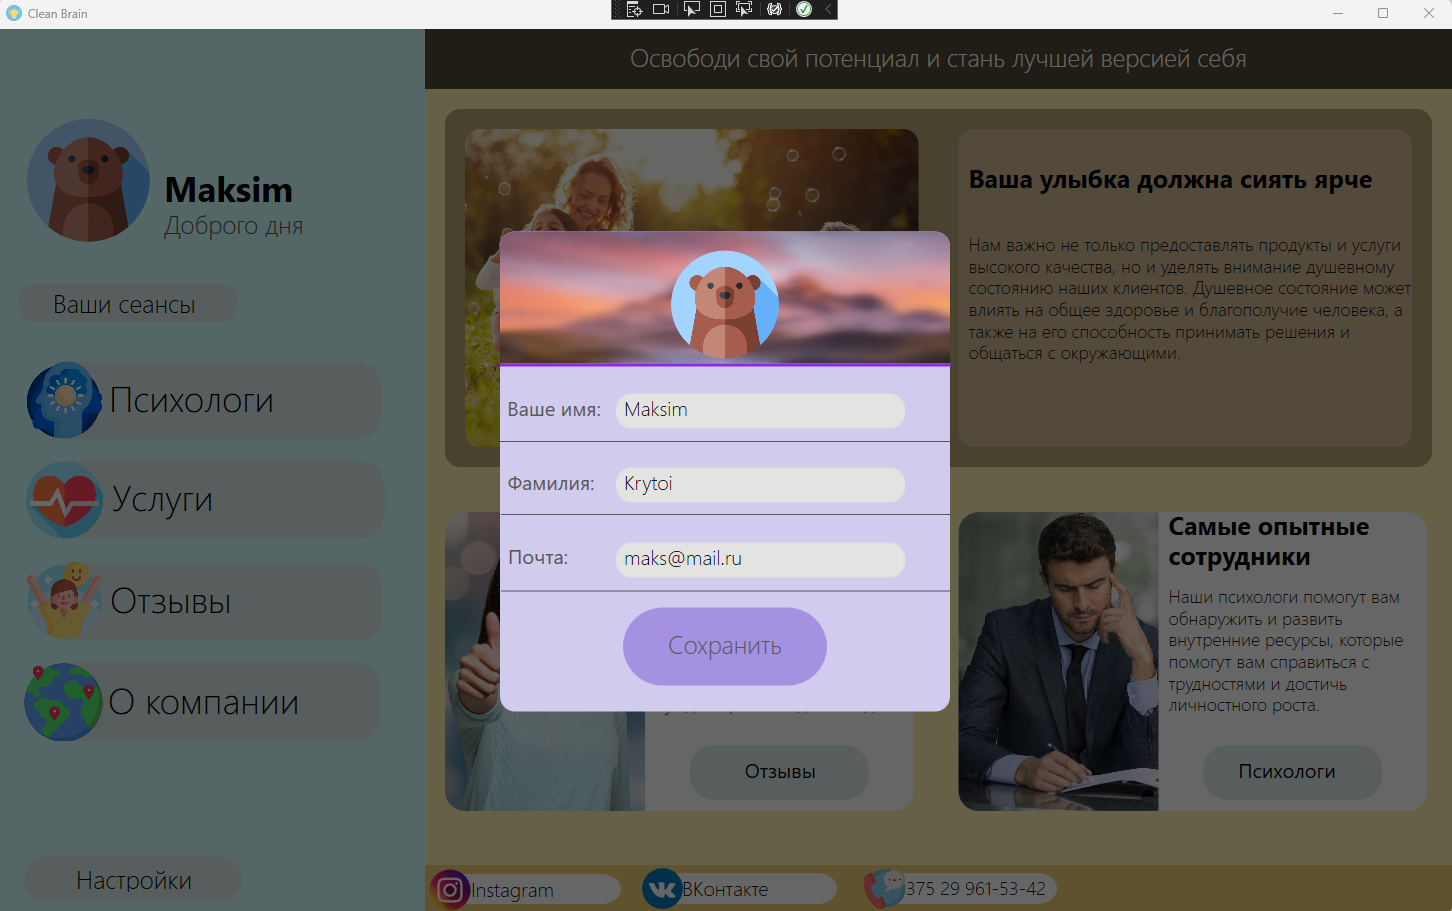 Clean Brain
Освободи свой потенциал и стань лучшей версией себя
Maksim
Доброго дня
Ваши сеансы
Психологи
Услуги
Отзывы
О компании
Настройки
Ваша улыбка должна сиять ярче
Нам важно не только предоставлять продукты и услуги
высокого качества, но и уделять внимание душевному
состоянию наших клиентов. Душевное состояние может
влиять на общее здоровье и благополучие человека, а
также на его способность принимать решения и
общаться с окружающими.
Ваше имя:
Maksim
Фамилия:
Krytoi
Почта:
maks@mail.ru
Сохранить
Отзывы
Самые опытные
сотрудники
Наши психологи помогут вам
обнаружить и развить
внутренние ресурсы, которые
помогут вам справиться с
трудностями и достичь
личностного роста.
Психологи
Instagram
ВКонтакте
375 29 961-53-42